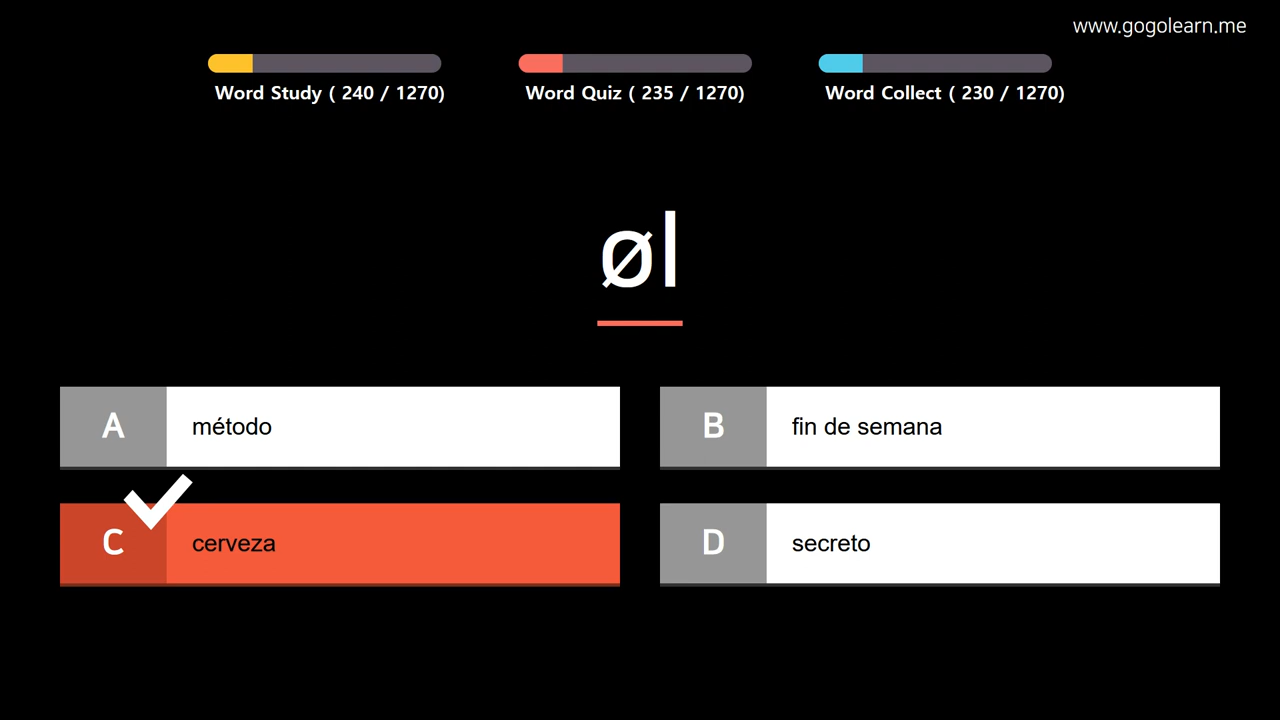 www.gogolearn.me
Word Study ( 240 / 1270)
Word Quiz ( 235 / 1270)
Word Collect ( 230 / 1270)
øl
A
método
B
fin de semana
C
cerveza
D
secreto